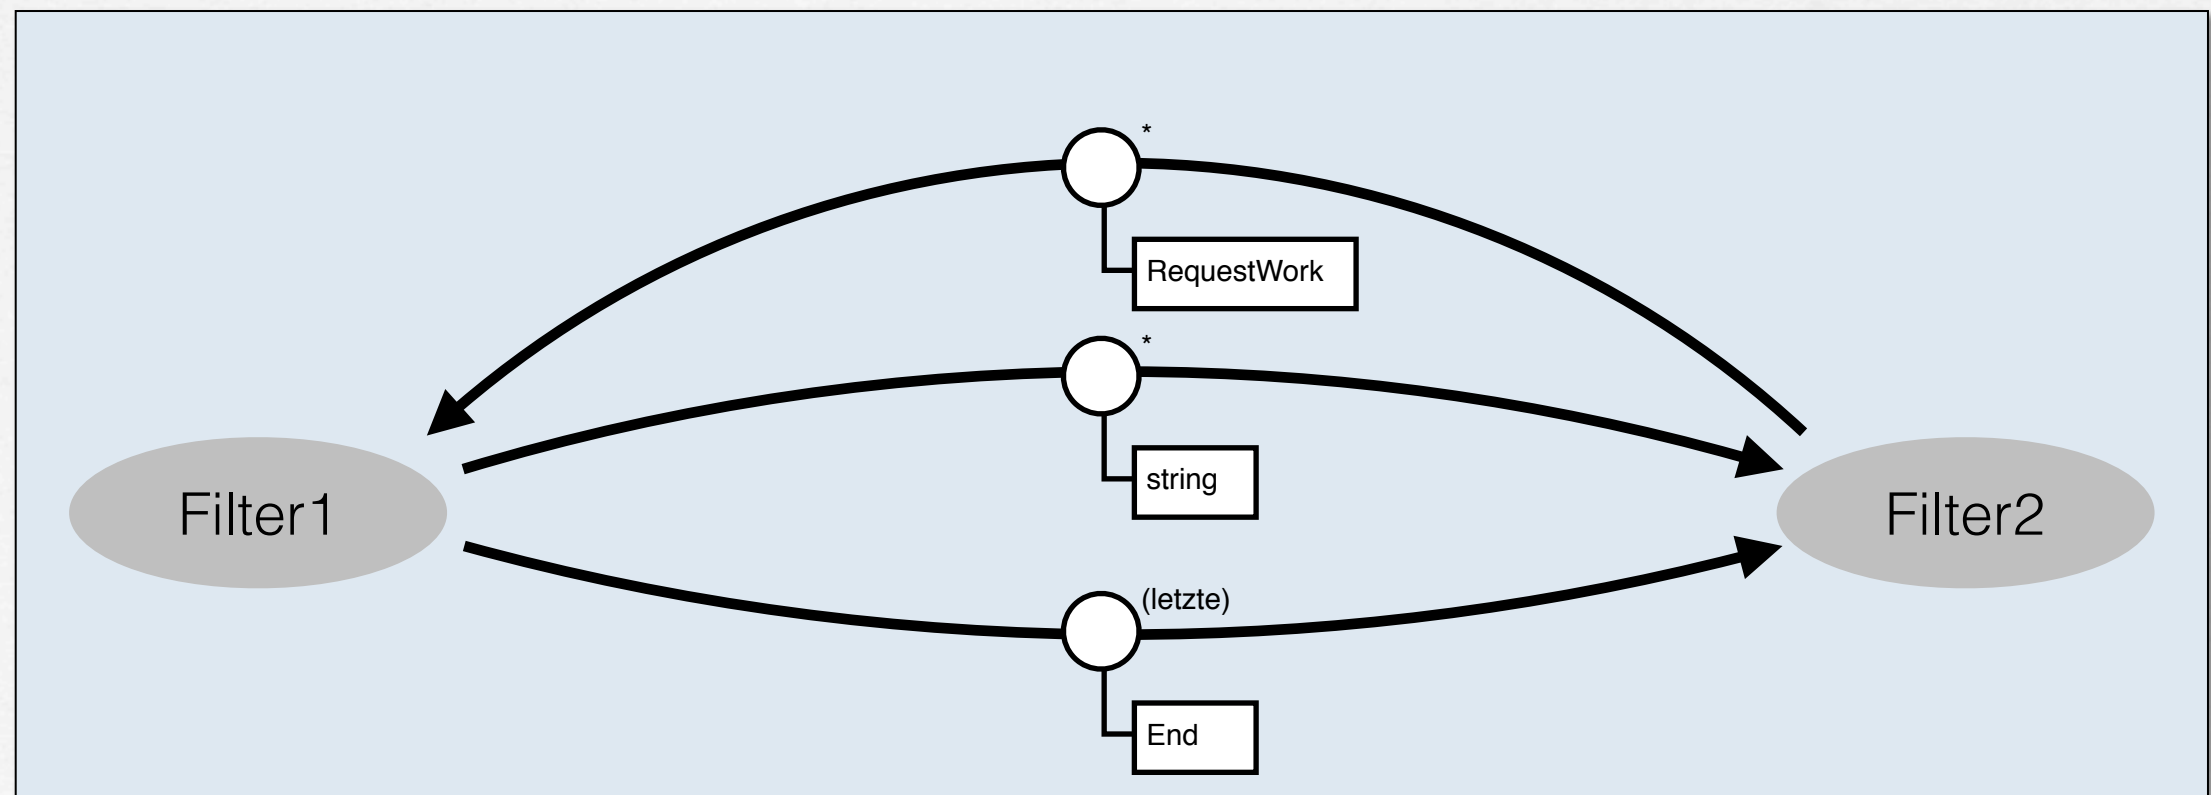 *
RequestWork
*
string
Filter1
Filter2
(letzte)
End